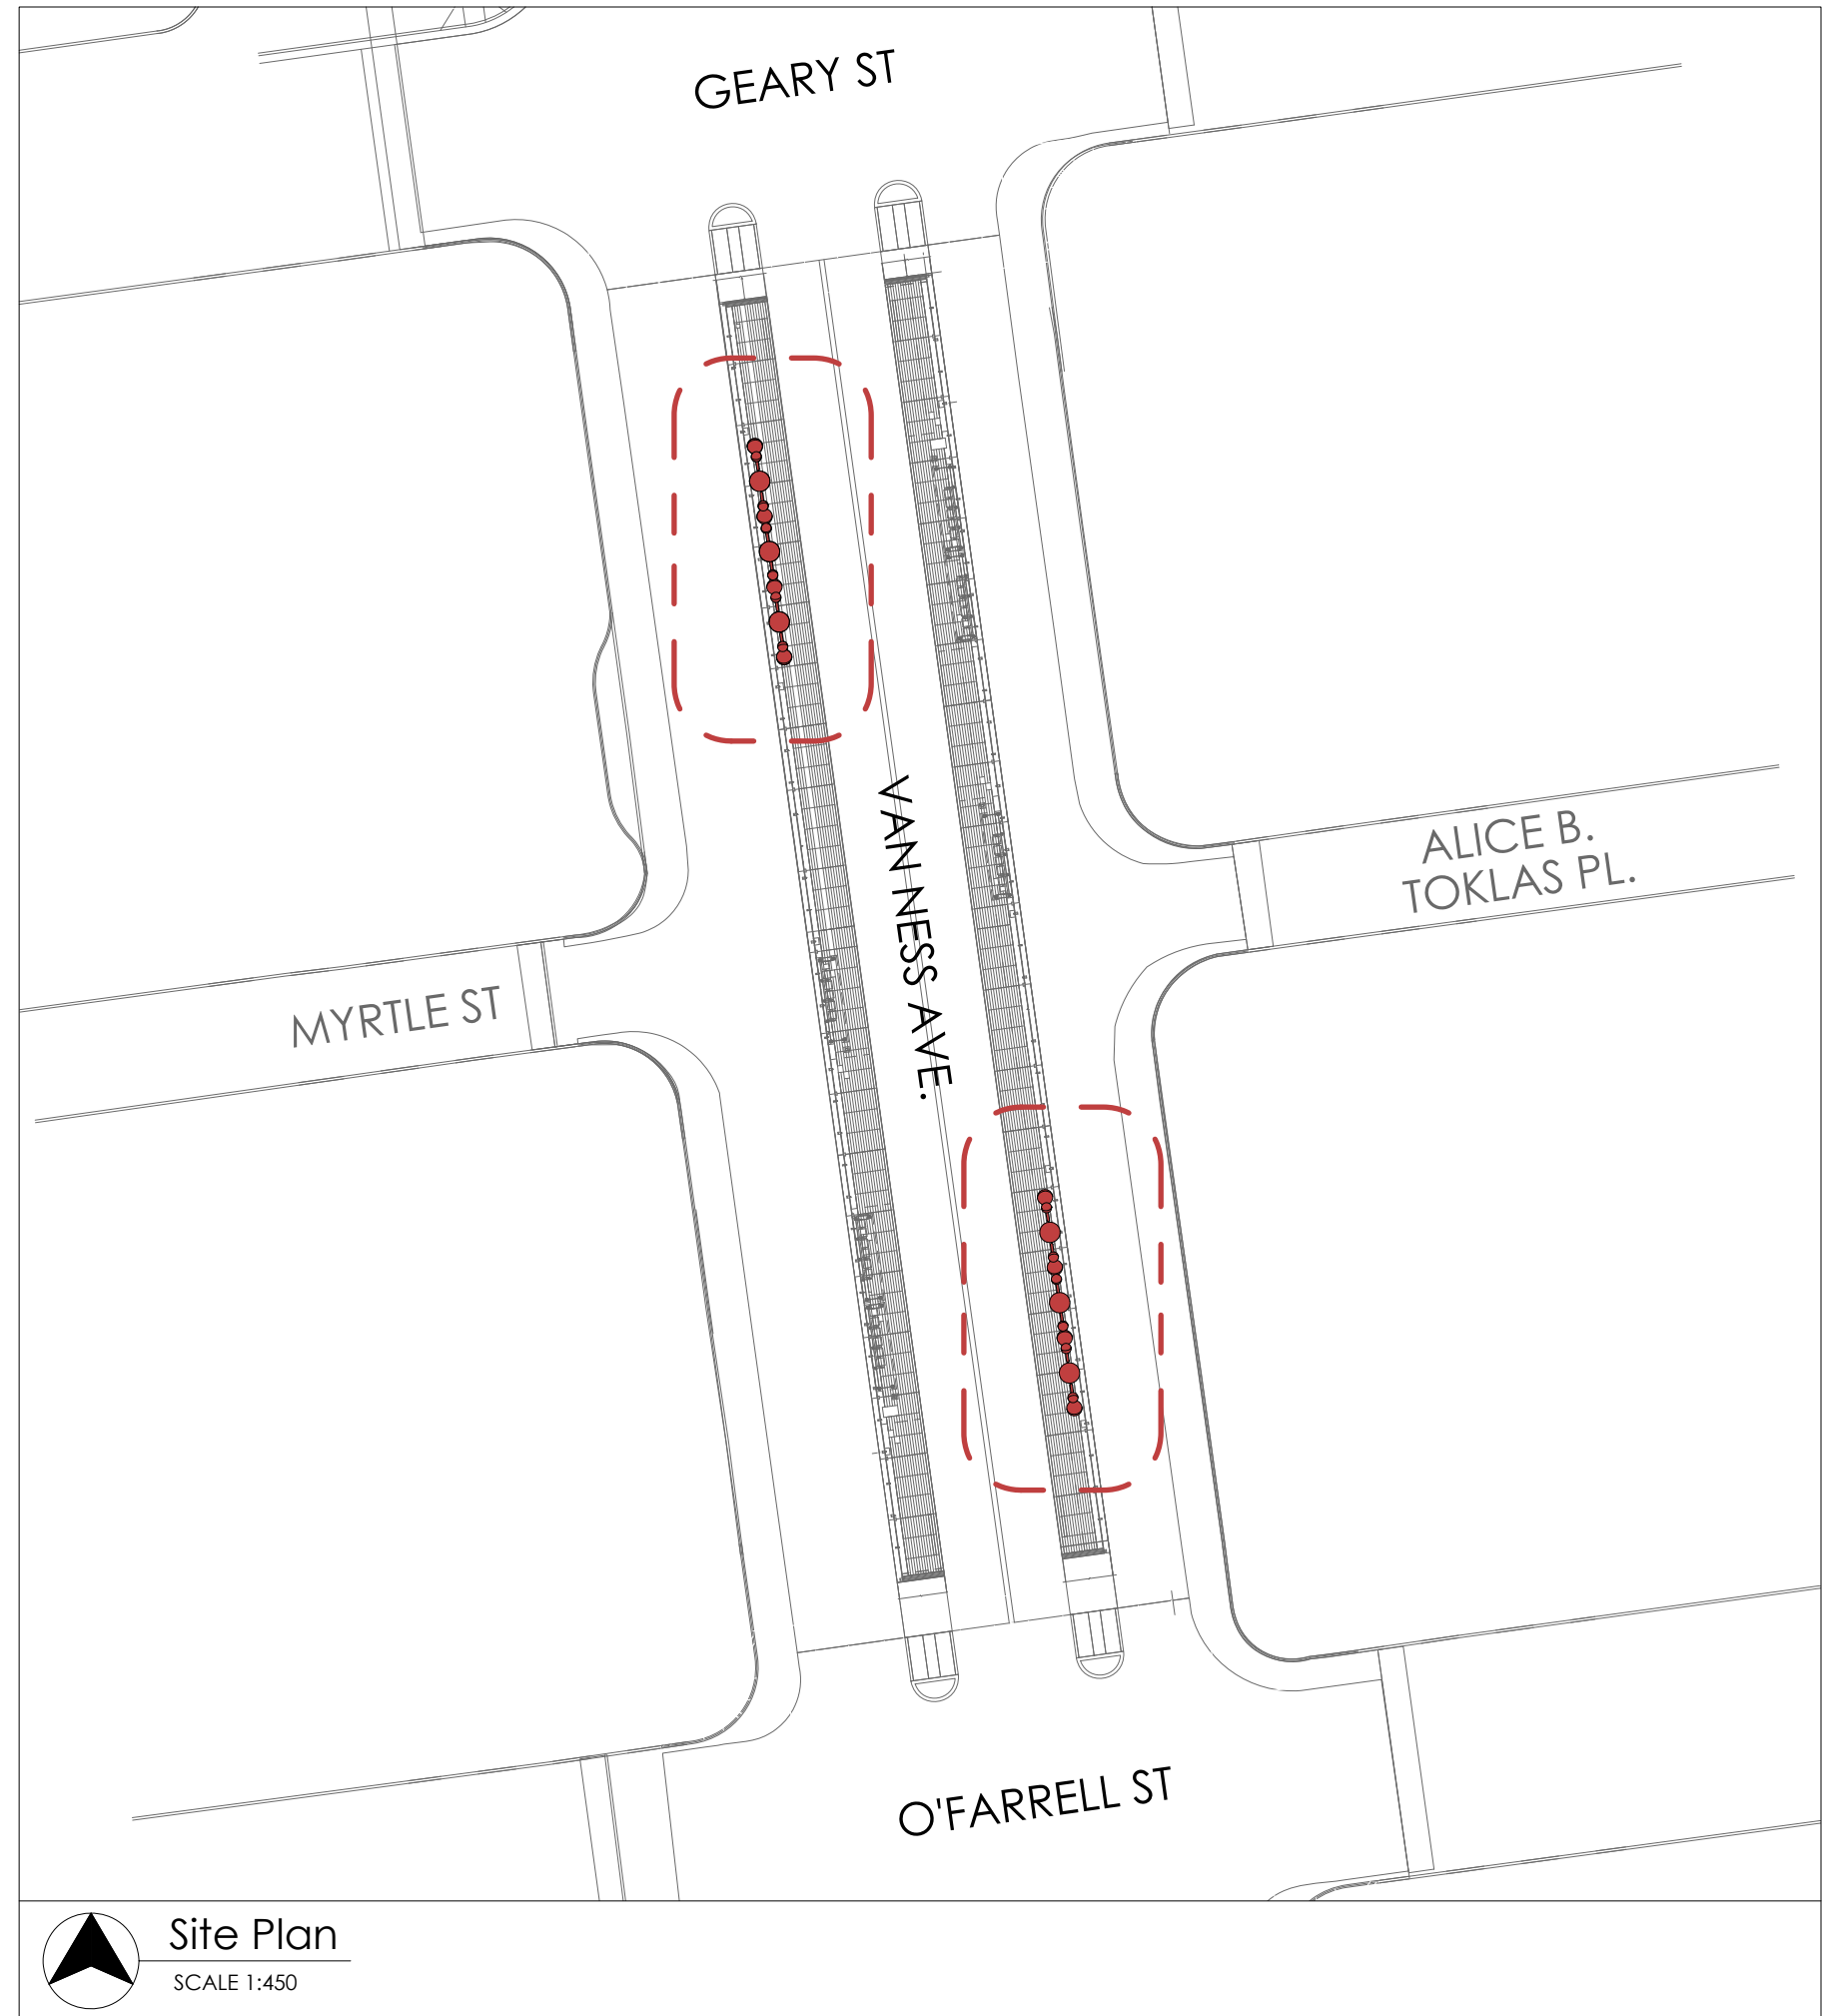 GEARY ST
VAN NESS AVE.
ALICE B.
TOKLAS PL.
MYRTLE ST
O'FARRELL ST
Site Plan
SCALE 1:450